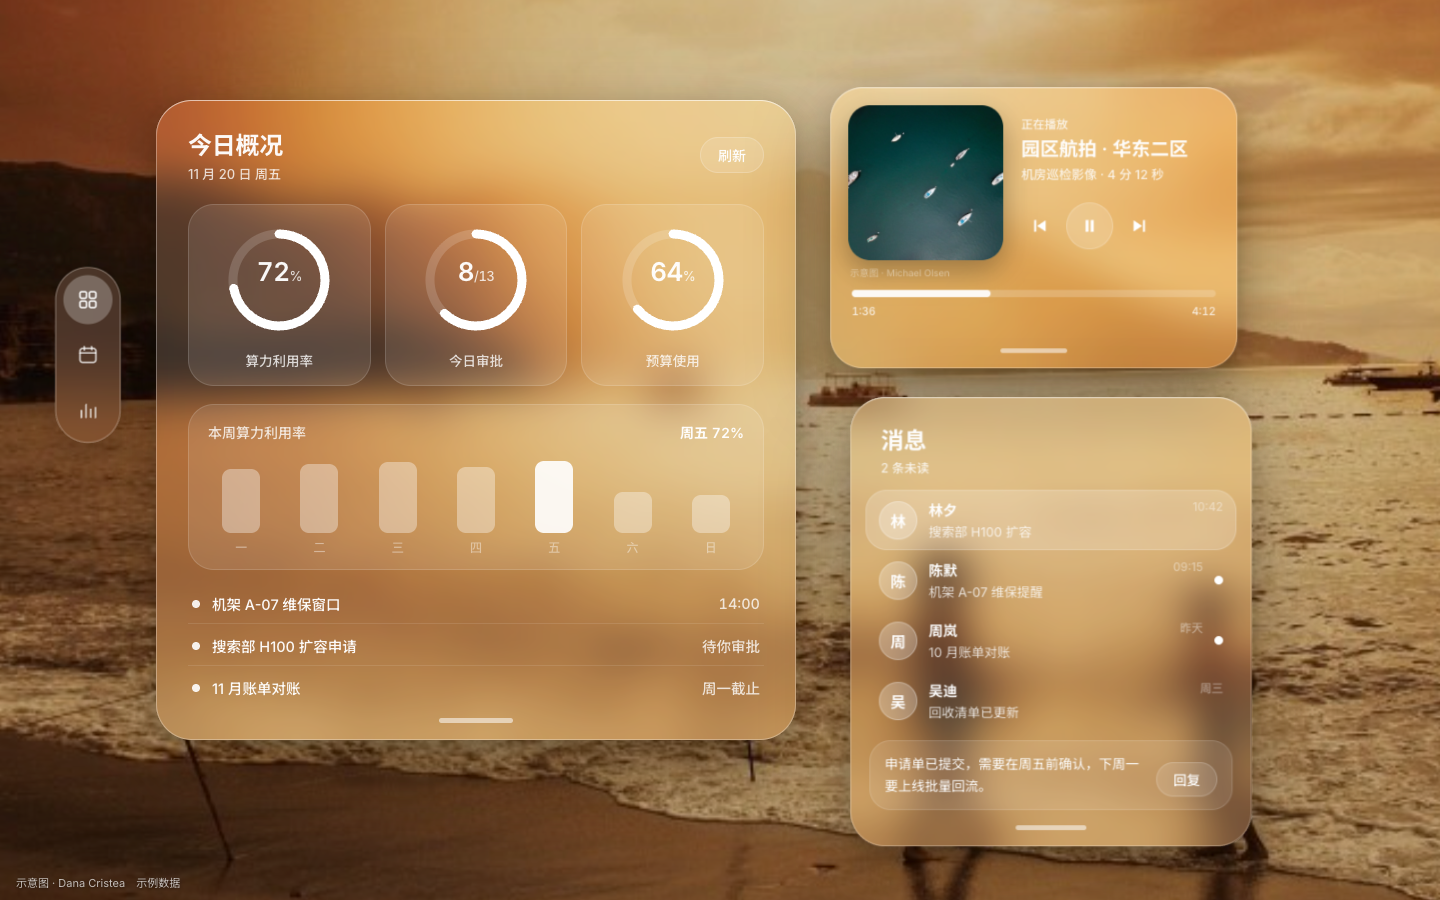 今日概况
11 月 20 日 周五
刷新
72%
算力利用率
8/13
今日审批
64%
预算使用
本周算力利用率
周五 72%
一
二
三
四
五
六
日
机架 A-07 维保窗口
14:00
搜索部 H100 扩容申请
待你审批
11 月账单对账
周一截止
正在播放
园区航拍 · 华东二区
机房巡检影像 · 4 分 12 秒
示意图 · Michael Olsen
1:36
4:12
消息
2 条未读
林
林夕
10:42
搜索部 H100 扩容
陈
陈默
09:15
机架 A-07 维保提醒
周
周岚
昨天
10 月账单对账
吴
吴迪
周三
回收清单已更新
申请单已提交，需要在周五前确认，下周一
要上线批量回流。
回复
示意图 · Dana Cristea 示例数据